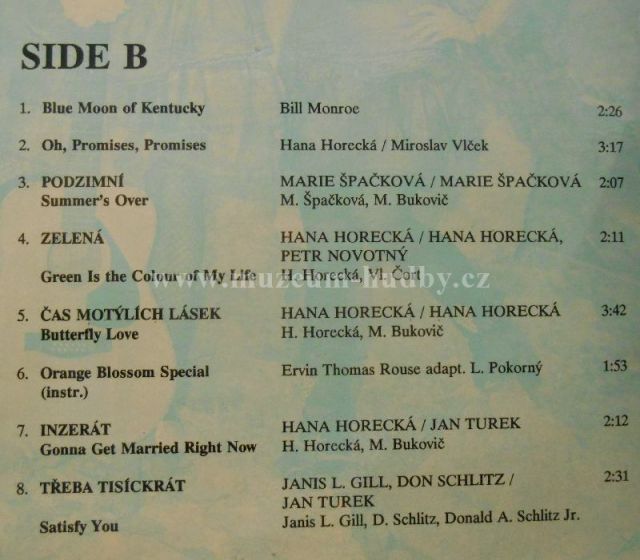 SIDE B
1. Blue Moon of Kentucky Bill Monroe 2:26
2. Oh, Promises, Promises Hana Horecká / Miroslav Vlček 3:17
3. PODZIMNÍ MARIE ŠPAČKOVÁ / MARIE ŠPAČKOVÁ 2:07
Summer's Over M. Špačková, M. Bukovič
4. ZELENÁ HANA HORECKÁ / HANA HORECKÁ, 2:11
PETR NOVOTNÝ
Green Is the Colour of My Life H. Horecká, Vl. Čort
www.muzeum-hudby.cz
5. ČAS MOTÝLÍCH LÁSEK HANA HORECKÁ / HANA HORECKÁ 3:42
Butterfly Love H. Horecká, M. Bukovič
6. Orange Blossom Special Ervin Thomas Rouse adapt. L. Pokorný 1:53
(instr.)
7. INZERÁT HANA HORECKÁ / JAN TUREK 2:12
Gonna Get Married Right Now H. Horecká, M. Bukovič
8. TŘEBA TISÍCKRÁT JANIS L. GILL, DON SCHLITZ / 2:31
JAN TUREK
Satisfy You Janis L. Gill, D. Schlitz, Donald A. Schlitz Jr.